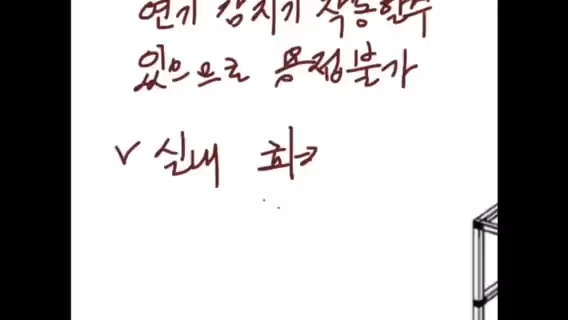 연기 감지기 작동할수
있으므로 용접불가
v 실내